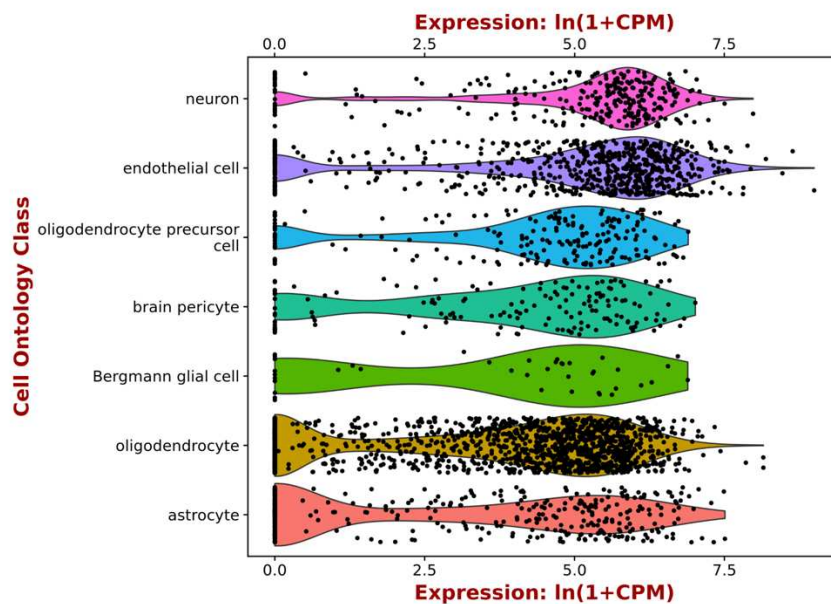 Expression: ln(1+CPM)
0.0 2.5 5.0 7.5
neuron
endothelial cell
oligodendrocyte precursor
cell
brain pericyte
Bergmann glial cell
oligodendrocyte
astrocyte
Cell Ontology Class
0.0 2.5 5.0 7.5
Expression: ln(1+CPM)